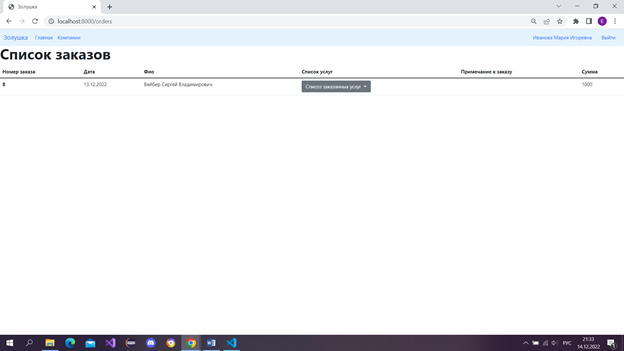 Золушка
localhost:8000/orders
Золушка Главная Компании Иванова Мария Игоревна Выйти
Список заказов
Номер заказа Дата Фио Список услуг Примечание к заказу Сумма
8 13.12.2022 Вейбер Сергей Владимирович Список заказанных услуг 1000
РУС
21:33
14.12.2022